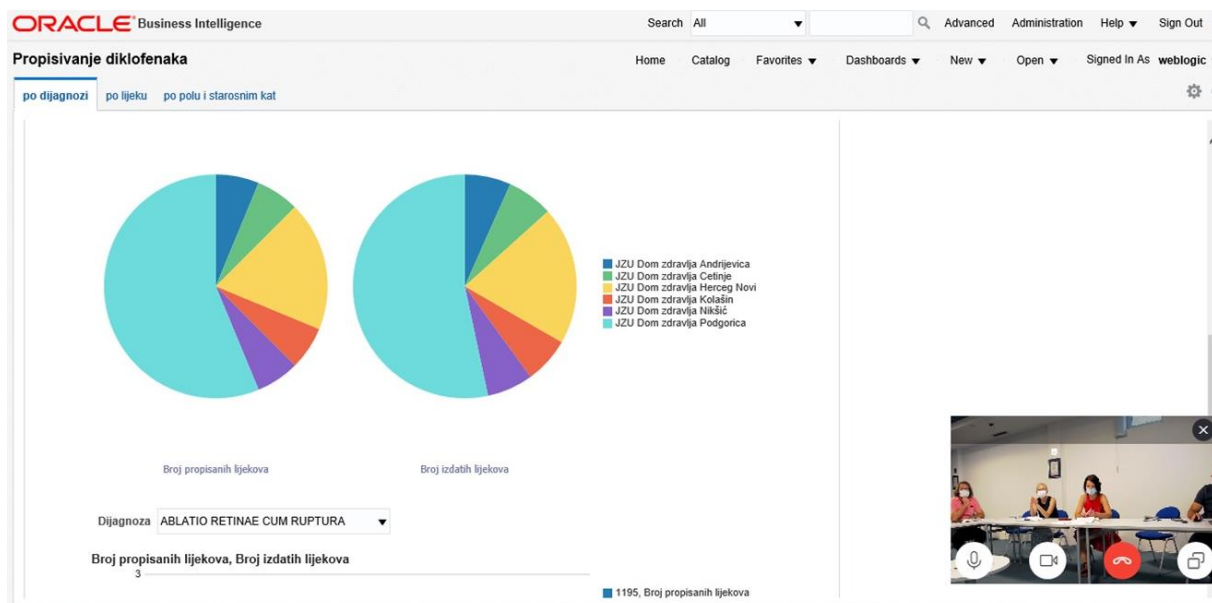 ORACLE Business Intelligence
Search All Advanced Administration Help Sign Out
Propisivanje diklofenaka
Home Catalog Favorites Dashboards New Open Signed In As weblogic
po dijagnozi po lijeku po polu i starosnim kat
JZU Dom zdravlja Andrijevica
JZU Dom zdravlja Cetinje
JZU Dom zdravlja Herceg Novi
JZU Dom zdravlja Kolašin
JZU Dom zdravlja Nikšić
JZU Dom zdravlja Podgorica
Broj propisanih lijekova
Broj izdatih lijekova
Dijagnoza ABLATIO RETINAE CUM RUPTURA
Broj propisanih lijekova, Broj izdatih lijekova
3
1195, Broj propisanih lijekova